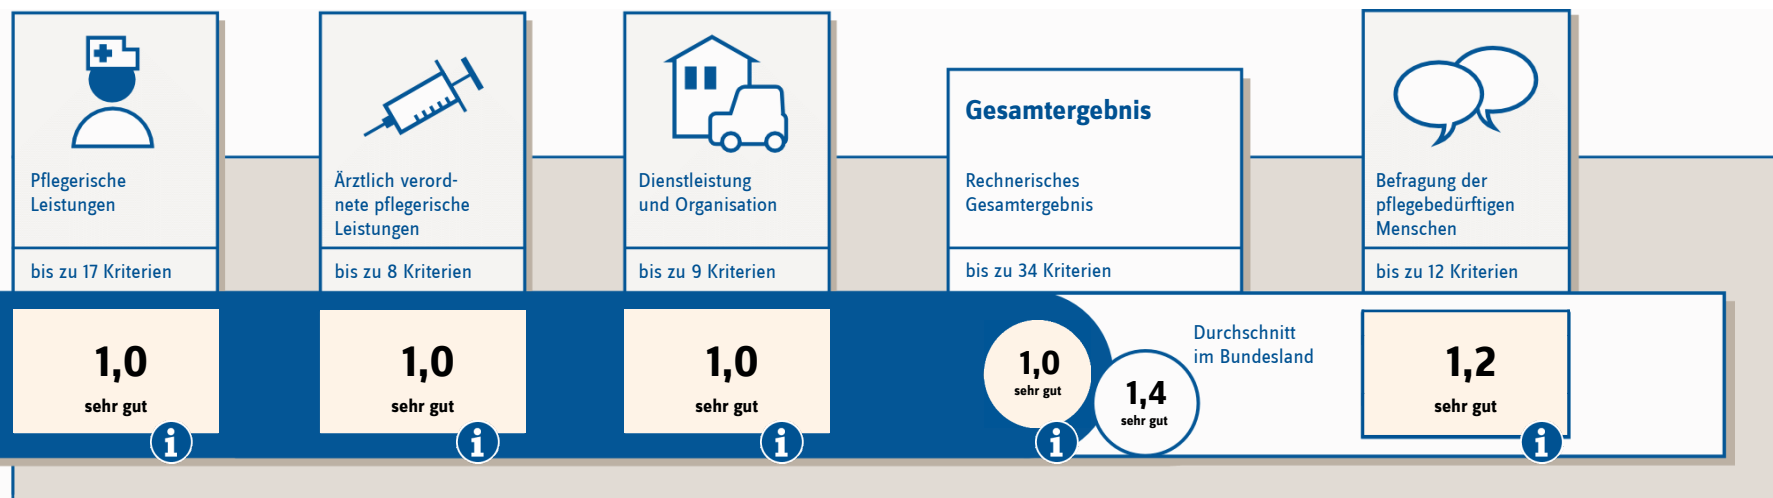 Pflegerische
Leistungen
bis zu 17 Kriterien
1,0
sehr gut
i
Ärztlich verord-
nete pflegerische
Leistungen
bis zu 8 Kriterien
1,0
sehr gut
i
Dienstleistung
und Organisation
bis zu 9 Kriterien
1,0
sehr gut
i
Gesamtergebnis
Rechnerisches
Gesamtergebnis
bis zu 34 Kriterien
1,0
sehr gut
i
1,4
sehr gut
Durchschnitt
im Bundesland
Befragung der
pflegebedürftigen
Menschen
bis zu 12 Kriterien
1,2
sehr gut
i